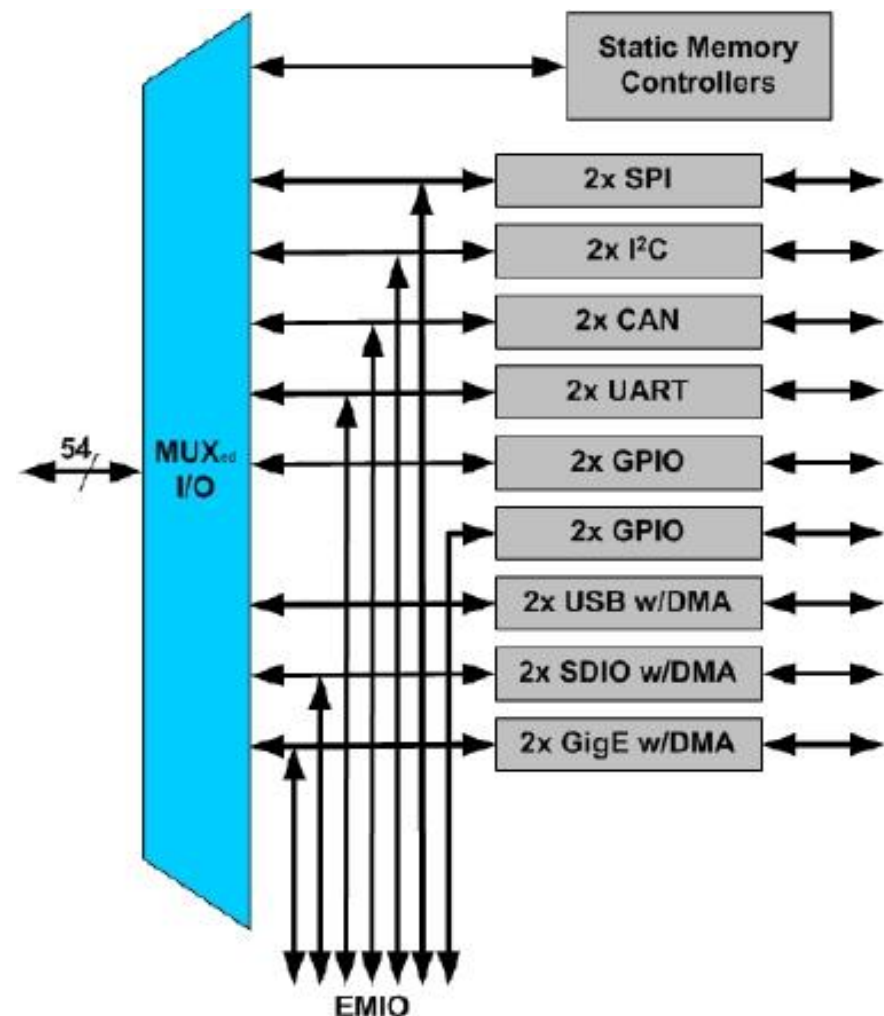 Static Memory
Controllers
2x SPI
2x I²C
2x CAN
2x UART
54
MUXed
I/O
2x GPIO
2x GPIO
2x USB w/DMA
2x SDIO w/DMA
2x GigE w/DMA
EMIO